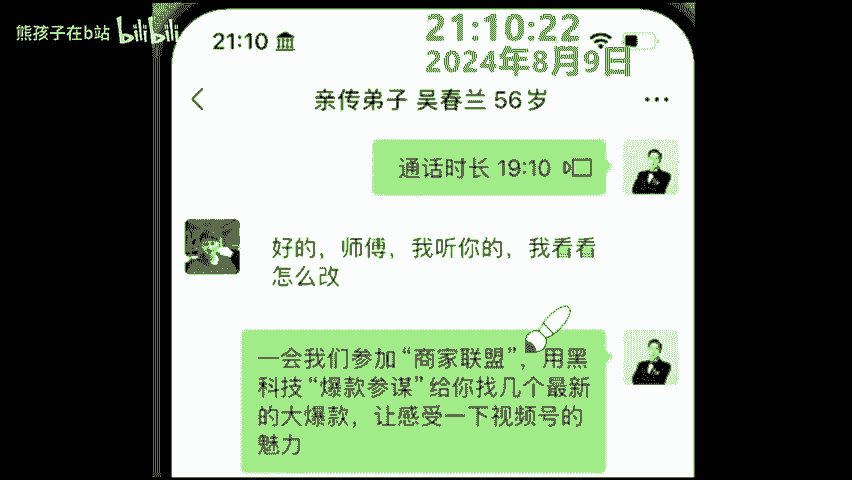 熊孩子在b站 bilibili
21:10:22
21:10
2024年8月9日
亲传弟子 吴春兰 56岁
通话时长 19:10
好的，师傅，我听你的，我看看
怎么改
一会我们参加“商家联盟”，用黑
科技“爆款参谋”给你找几个最新
的大爆款，让感受一下视频号的
魅力